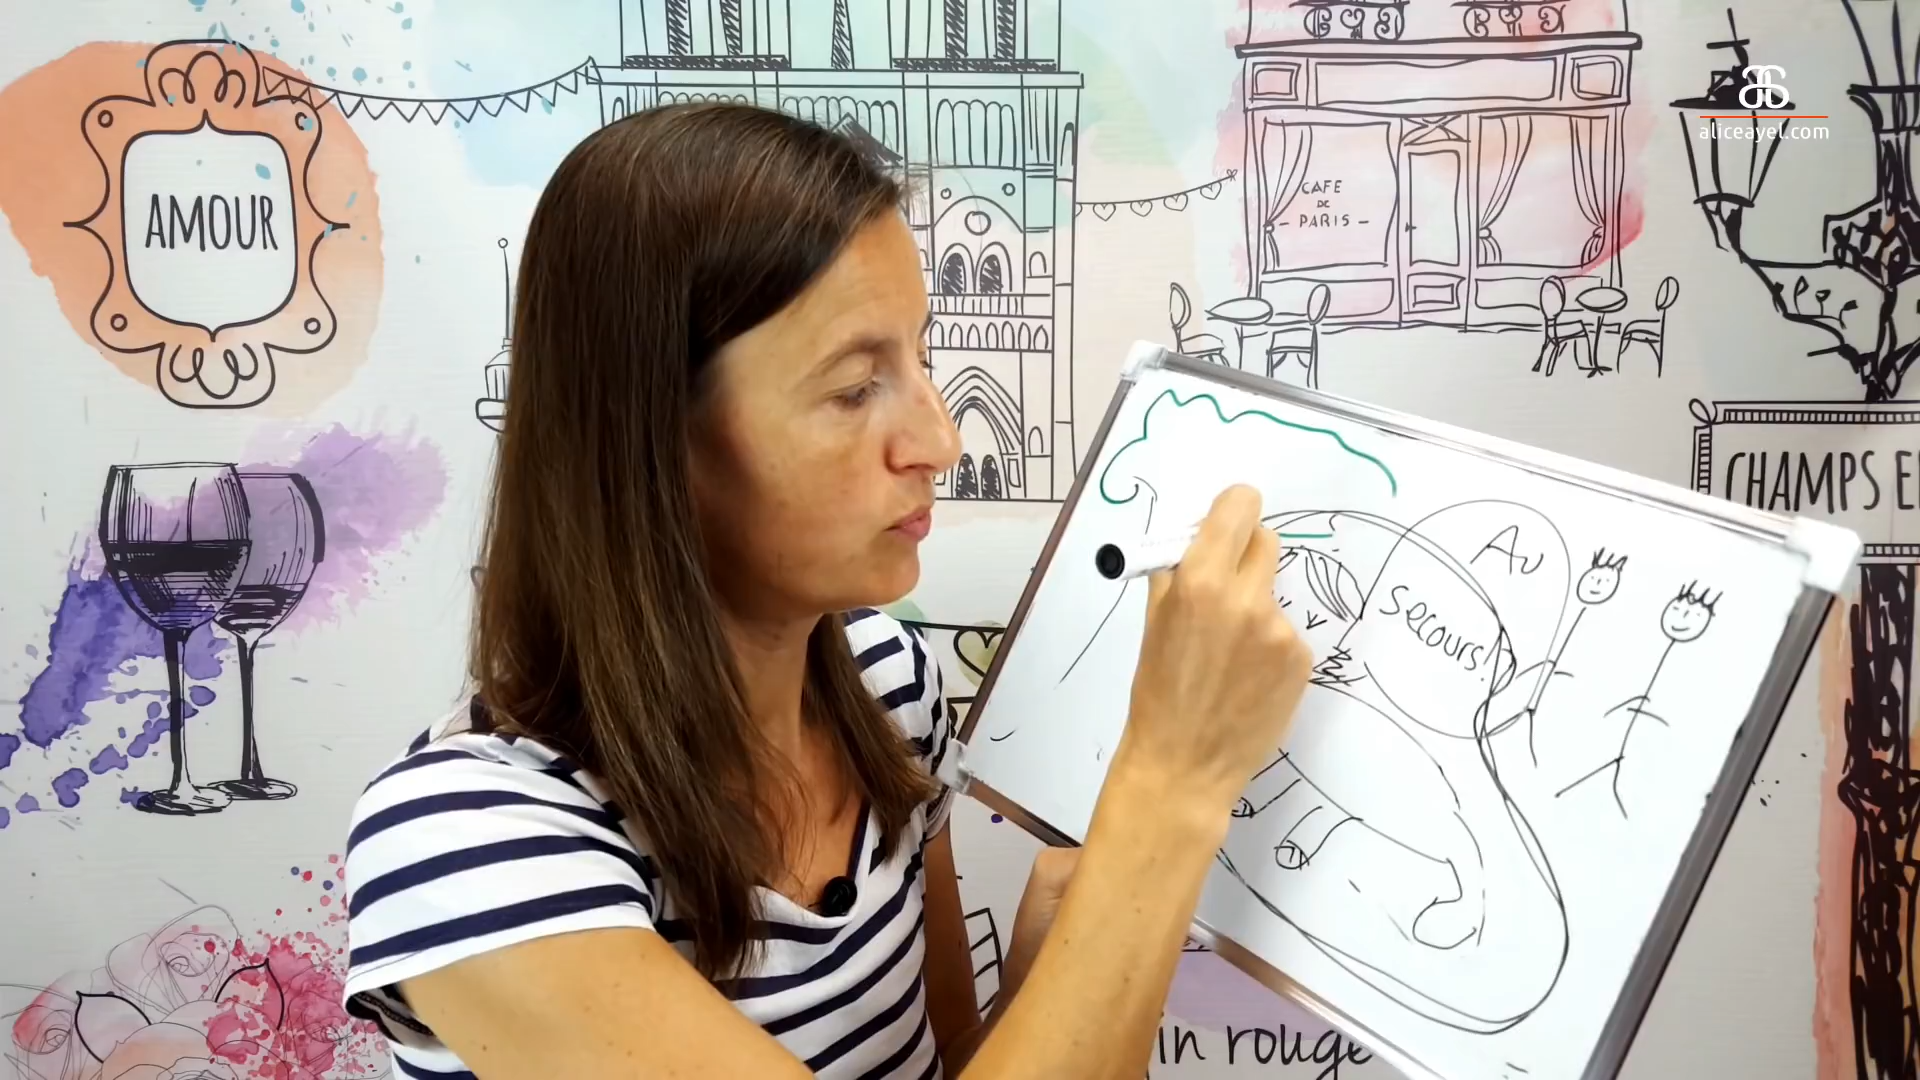 AMOUR
CAFE
DE
- PARIS -
aliceayel.com
CHAMPS E
Au
secours!
in rouge